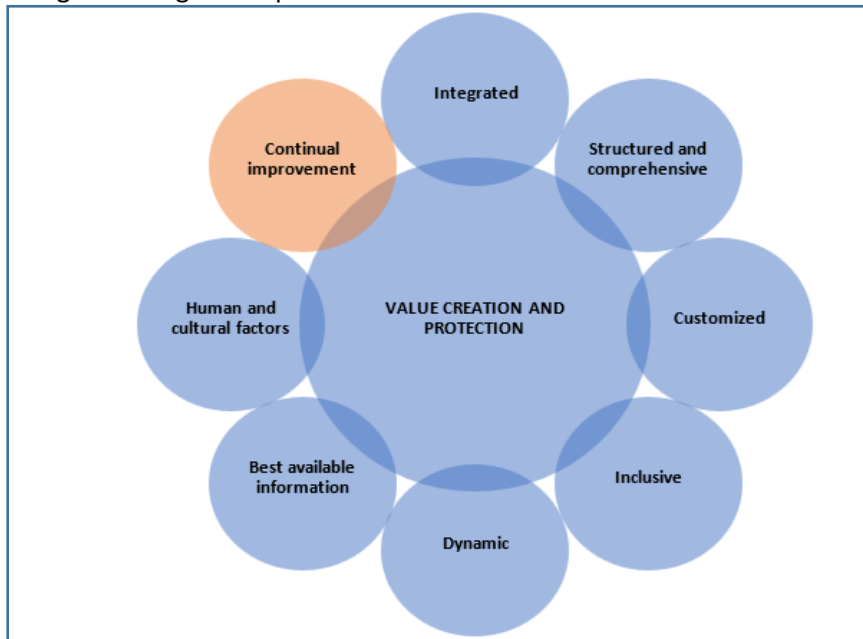 Integrated
Structured and
comprehensive
Customized
Inclusive
Dynamic
Best available
information
Human and
cultural factors
Continual
improvement
VALUE CREATION AND
PROTECTION